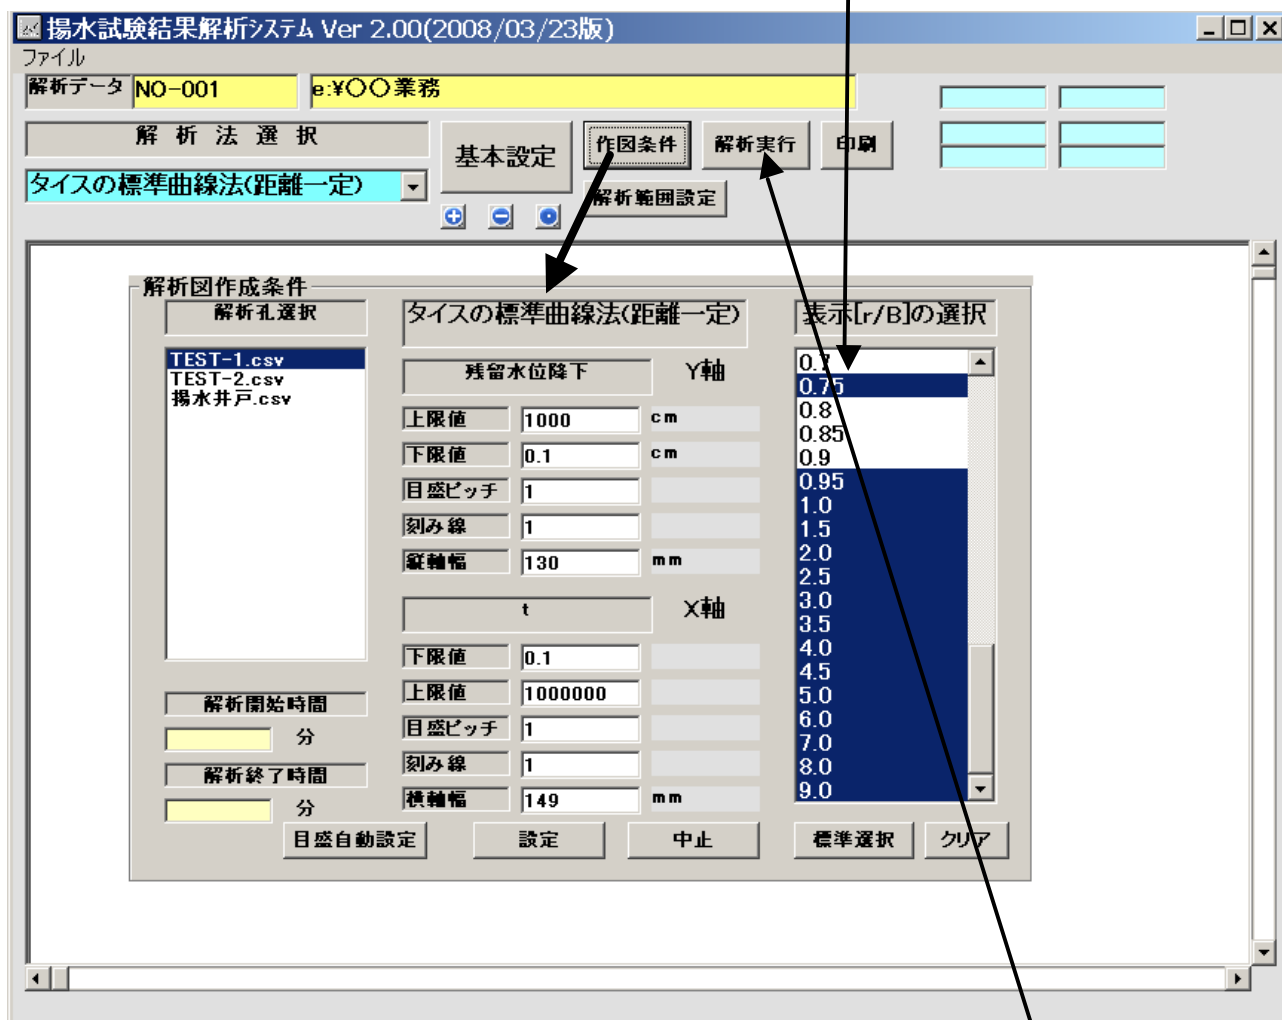 揚水試験結果解析システム Ver 2.00(2008/03/23版)
ファイル
解析データ NO-001 e:¥〇〇業務
解 析 法 選 択
基本設定
作図条件
解析実行
印刷
タイスの標準曲線法(距離一定)
解析範囲設定
解析図作成条件
解析孔選択
TEST-1.csv
TEST-2.csv
揚水井戸.csv
解析開始時間
分
解析終了時間
分
タイスの標準曲線法(距離一定)
残留水位降下 Y軸
上限値 1000 cm
下限値 0.1 cm
目盛ピッチ 1
刻み線 1
縦軸幅 130 mm
t X軸
下限値 0.1
上限値 1000000
目盛ピッチ 1
刻み線 1
横軸幅 149 mm
表示[r/B]の選択
0.7
0.75
0.8
0.85
0.9
0.95
1.0
1.5
2.0
2.5
3.0
3.5
4.0
4.5
5.0
6.0
7.0
8.0
9.0
目盛自動設定
設定
中止
標準選択
クリア